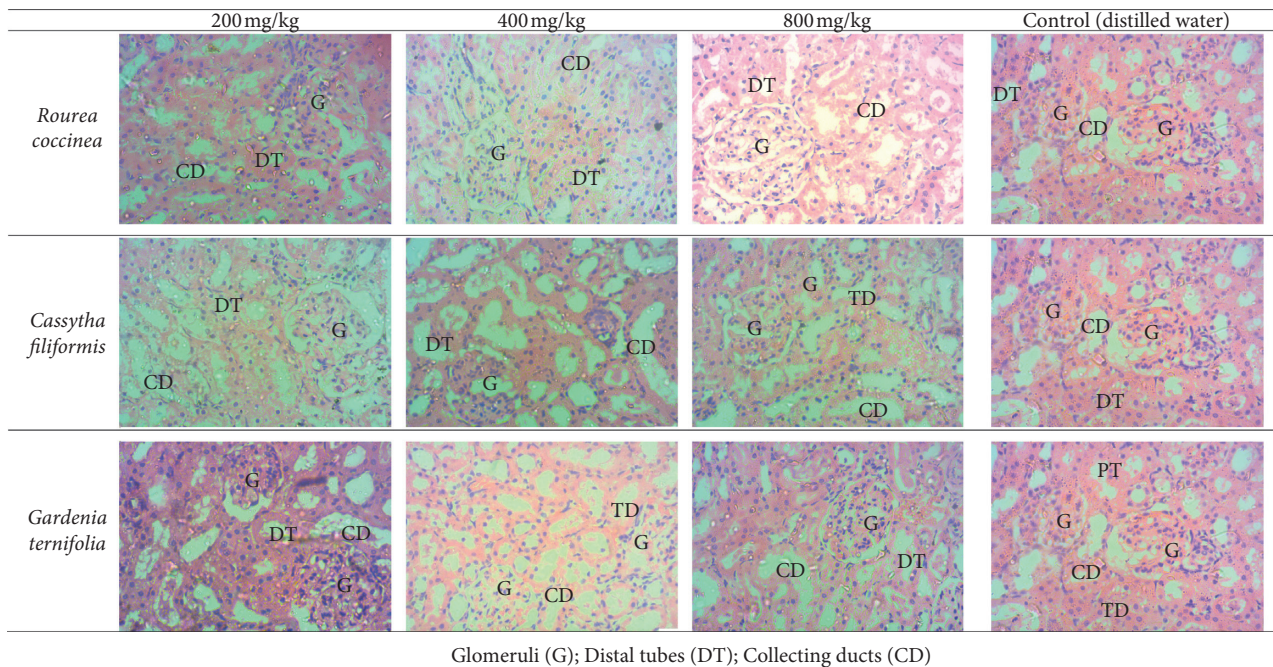 200 mg/kg 400 mg/kg 800 mg/kg Control (distilled water)
Rourea
coccinea
G
CD
DT
CD
G
DT
DT
CD
G
DT
G
CD
G
Cassytha
filiformis
DT
G
CD
DT
CD
G
G
TD
G
CD
G
CD
G
DT
Gardenia
ternifolia
G
DT
CD
G
TD
G
G
CD
G
CD
DT
PT
G
G
CD
TD
Glomeruli (G); Distal tubes (DT); Collecting ducts (CD)